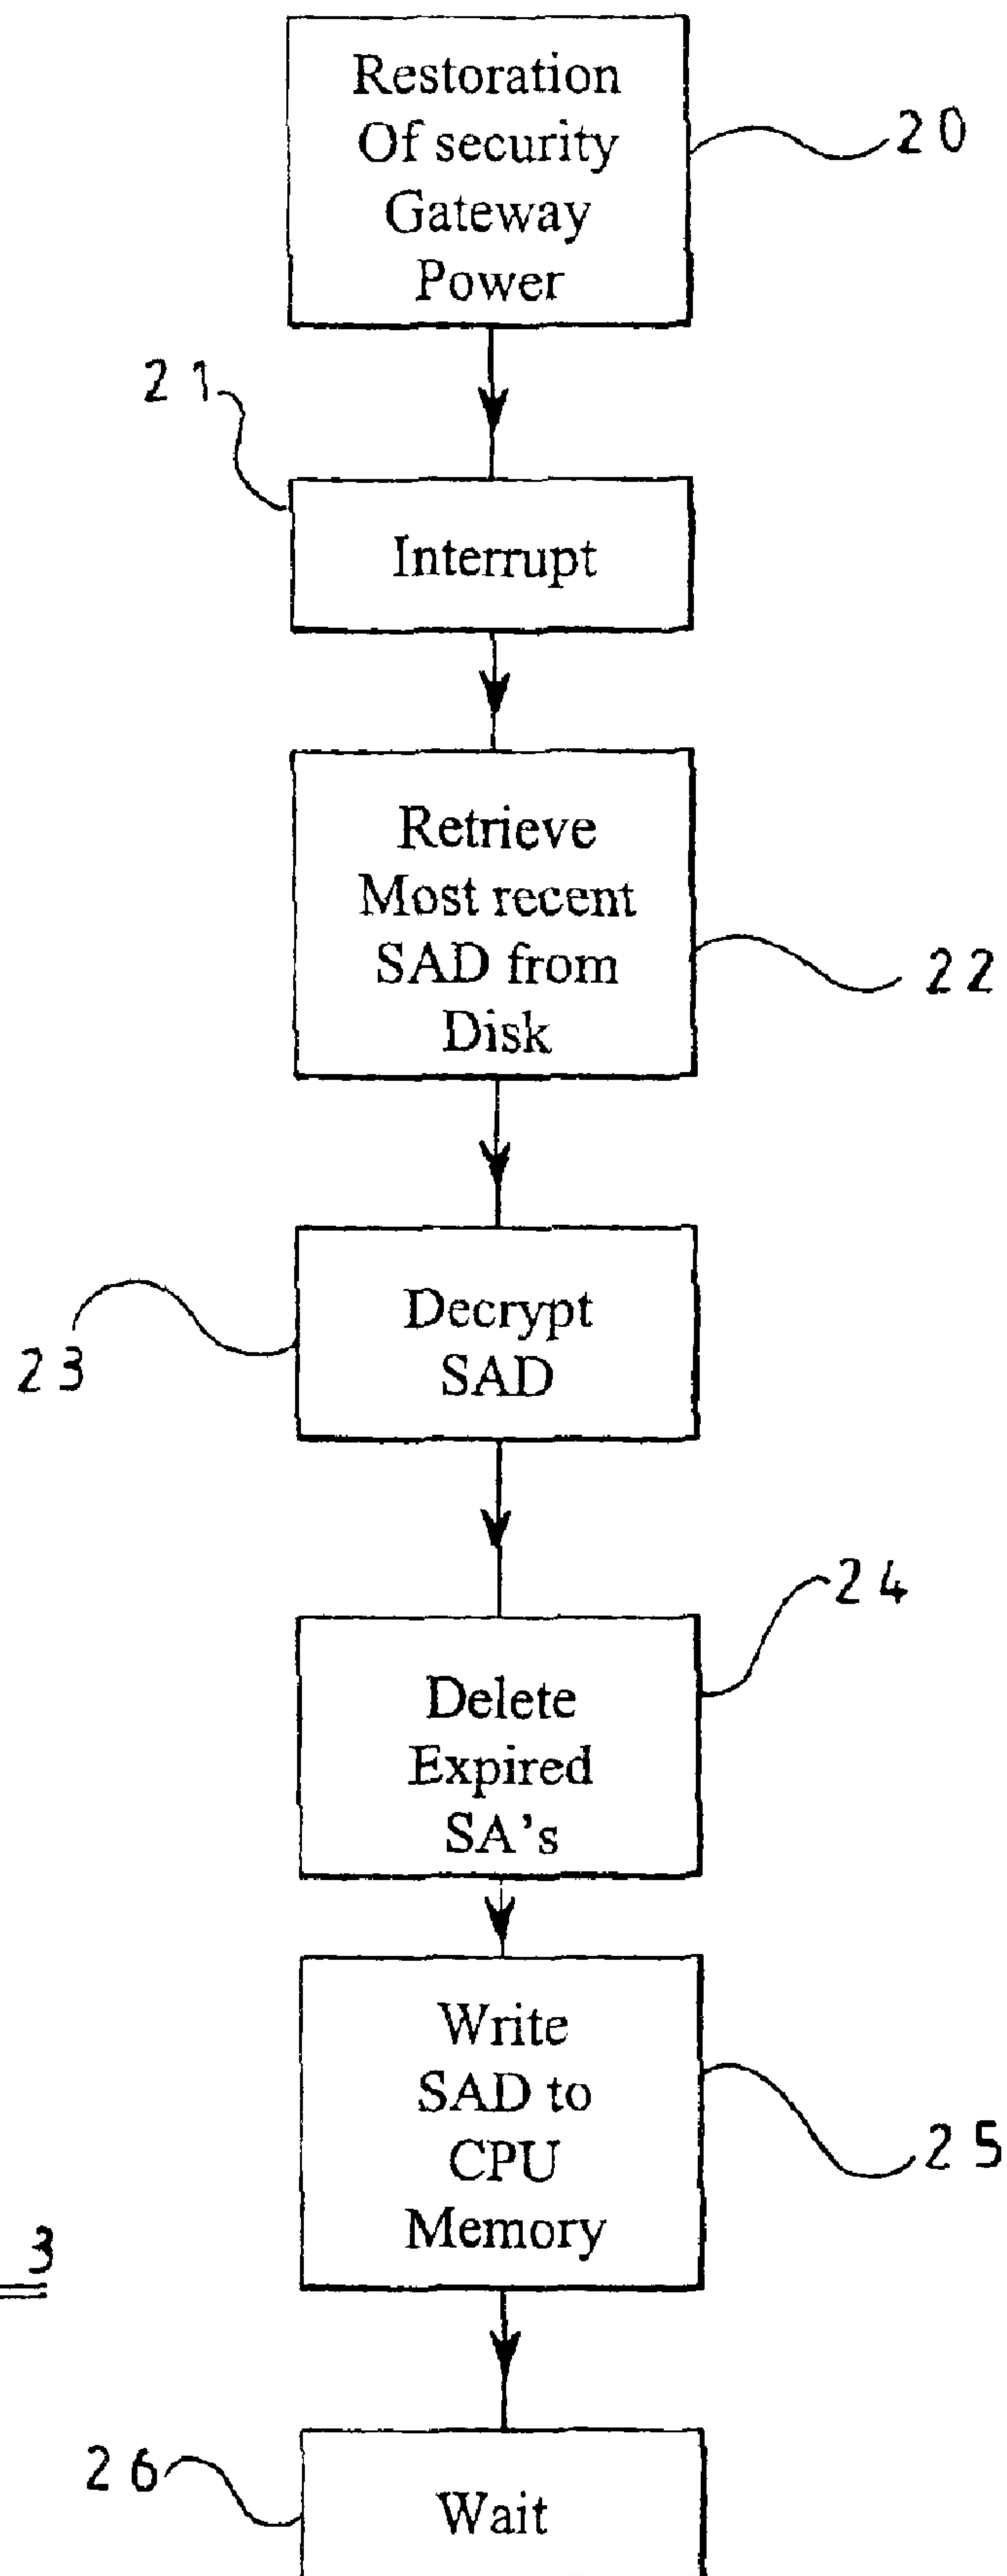 Restoration
Of security
Gateway
Power
20
21
Interrupt
Retrieve
Most recent
SAD from
Disk
22
Decrypt
SAD
23
24
Delete
Expired
SA's
Write
SAD to
CPU
Memory
25
3
26
Wait